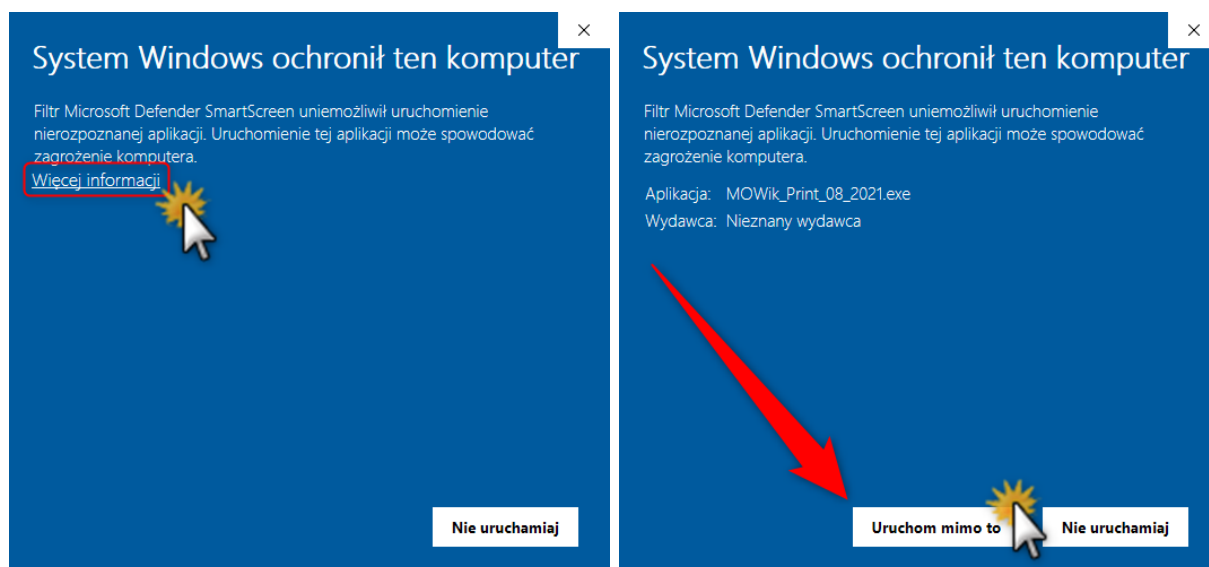 System Windows ochronił ten komputer
Filtr Microsoft Defender SmartScreen uniemożliwił uruchomienie
nierozpoznanej aplikacji. Uruchomienie tej aplikacji może spowodować
zagrożenie komputera.
Więcej informacji
Nie uruchamiaj
System Windows ochronił ten komputer
Filtr Microsoft Defender SmartScreen uniemożliwił uruchomienie
nierozpoznanej aplikacji. Uruchomienie tej aplikacji może spowodować
zagrożenie komputera.
Aplikacja: MOWik_Print_08_2021.exe
Wydawca: Nieznany wydawca
Uruchom mimo to
Nie uruchamiaj